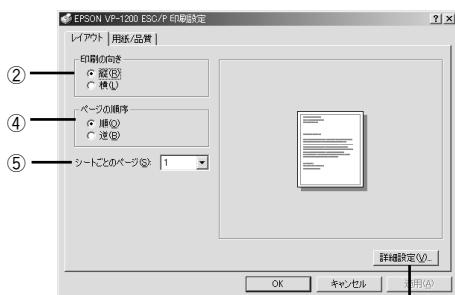 EPSON VP-1200 ESC/P 印刷設定
レイアウト 用紙/品質
印刷の向き
② 縦(R)
横(L)
ページの順序
④ 順(O)
逆(B)
⑤ シートごとのページ(S): 1
詳細設定(V)...
OK キャンセル 適用(A)